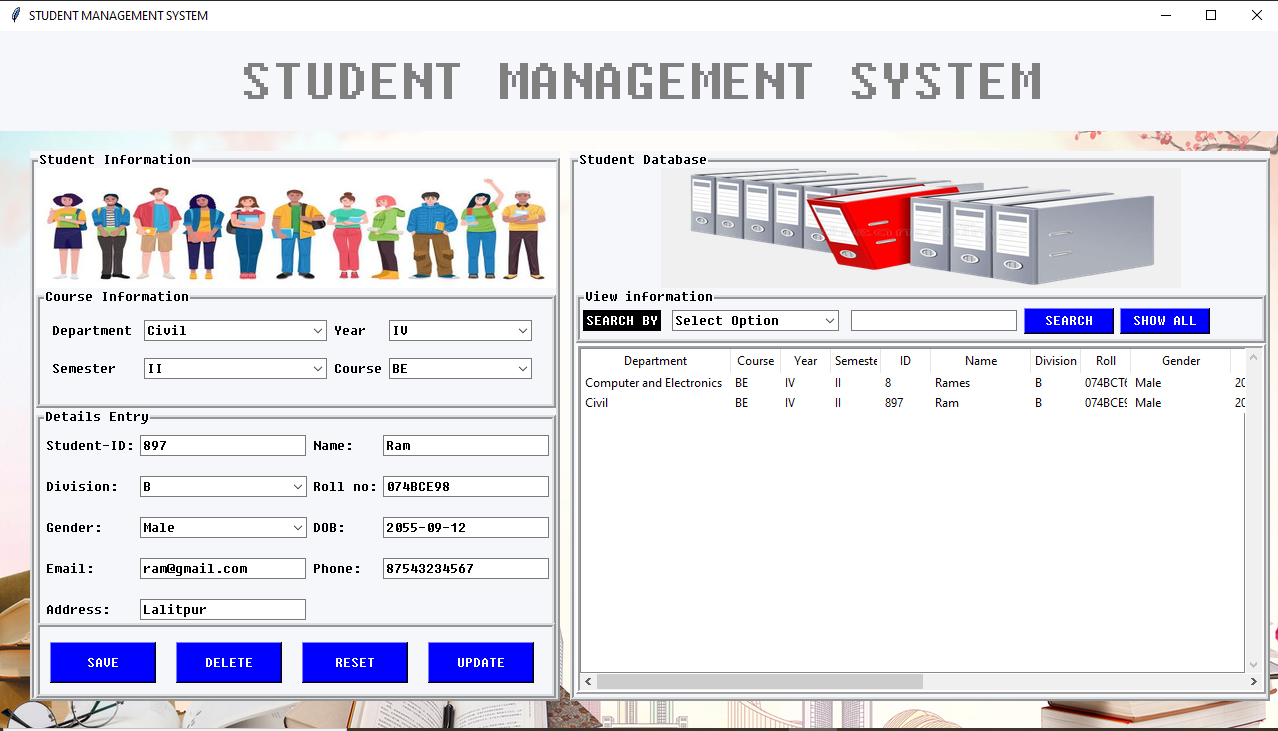 STUDENT MANAGEMENT SYSTEM
STUDENT MANAGEMENT SYSTEM
Student Information
Course Information
Department Civil Year IV
Semester II Course BE
Details Entry
Student-ID: 897 Name: Ram
Division: B Roll no: 074BCE98
Gender: Male DOB: 2055-09-12
Email: ram@gmail.com Phone: 87543234567
Address: Lalitpur
SAVE DELETE RESET UPDATE
Student Database
View information
SEARCH BY Select Option SEARCH SHOW ALL
Department Course Year Semeste ID Name Division Roll Gender
Computer and Electronics BE IV II 8 Rames B 074BCT6 Male 20
Civil BE IV II 897 Ram B 074BCE9 Male 20